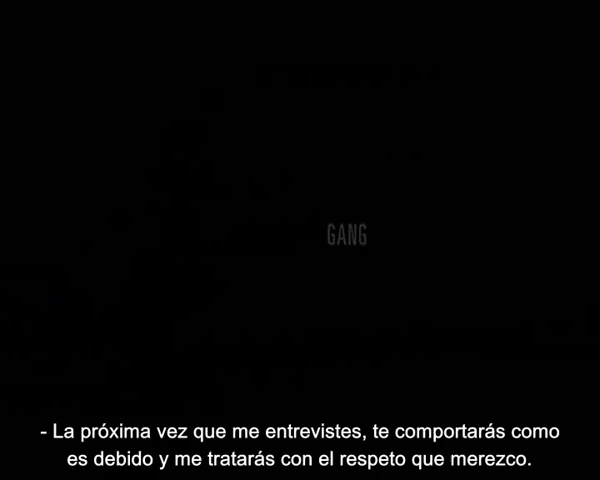 GANG
- La próxima vez que me entrevistes, te comportarás como
es debido y me tratarás con el respeto que merezco.